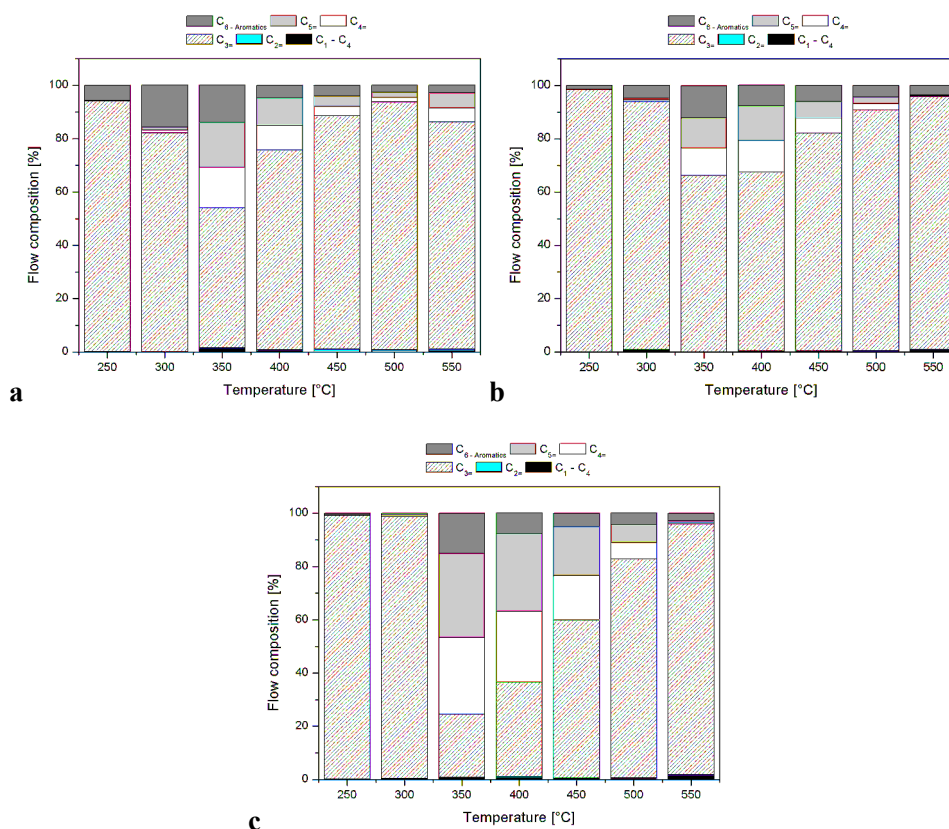 C6 - Aromatics C5= C4=
C3= C2= C1 - C4
100
80
60
40
20
0
Flow composition [%]
250 300 350 400 450 500 550
Temperature [°C]
a
C6 - Aromatics C5= C4=
C3= C2= C1 - C4
100
80
60
40
20
0
Flow composition [%]
250 300 350 400 450 500 550
Temperature [°C]
b
C6 - Aromatics C5= C4=
C3= C2= C1 - C4
100
80
60
40
20
0
Flow composition [%]
250 300 350 400 450 500 550
Temperature [°C]
c